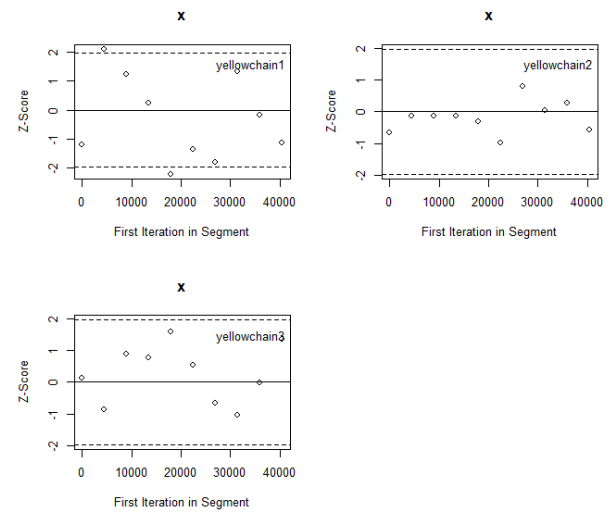 x
x
yellowchain1
yellowchain2
Z-Score
2
1
0
-1
-2
Z-Score
2
1
0
-1
-2
0 10000 20000 30000 40000
0 10000 20000 30000 40000
First Iteration in Segment
First Iteration in Segment
x
yellowchain3
Z-Score
2
1
0
-1
-2
0 10000 20000 30000 40000
First Iteration in Segment